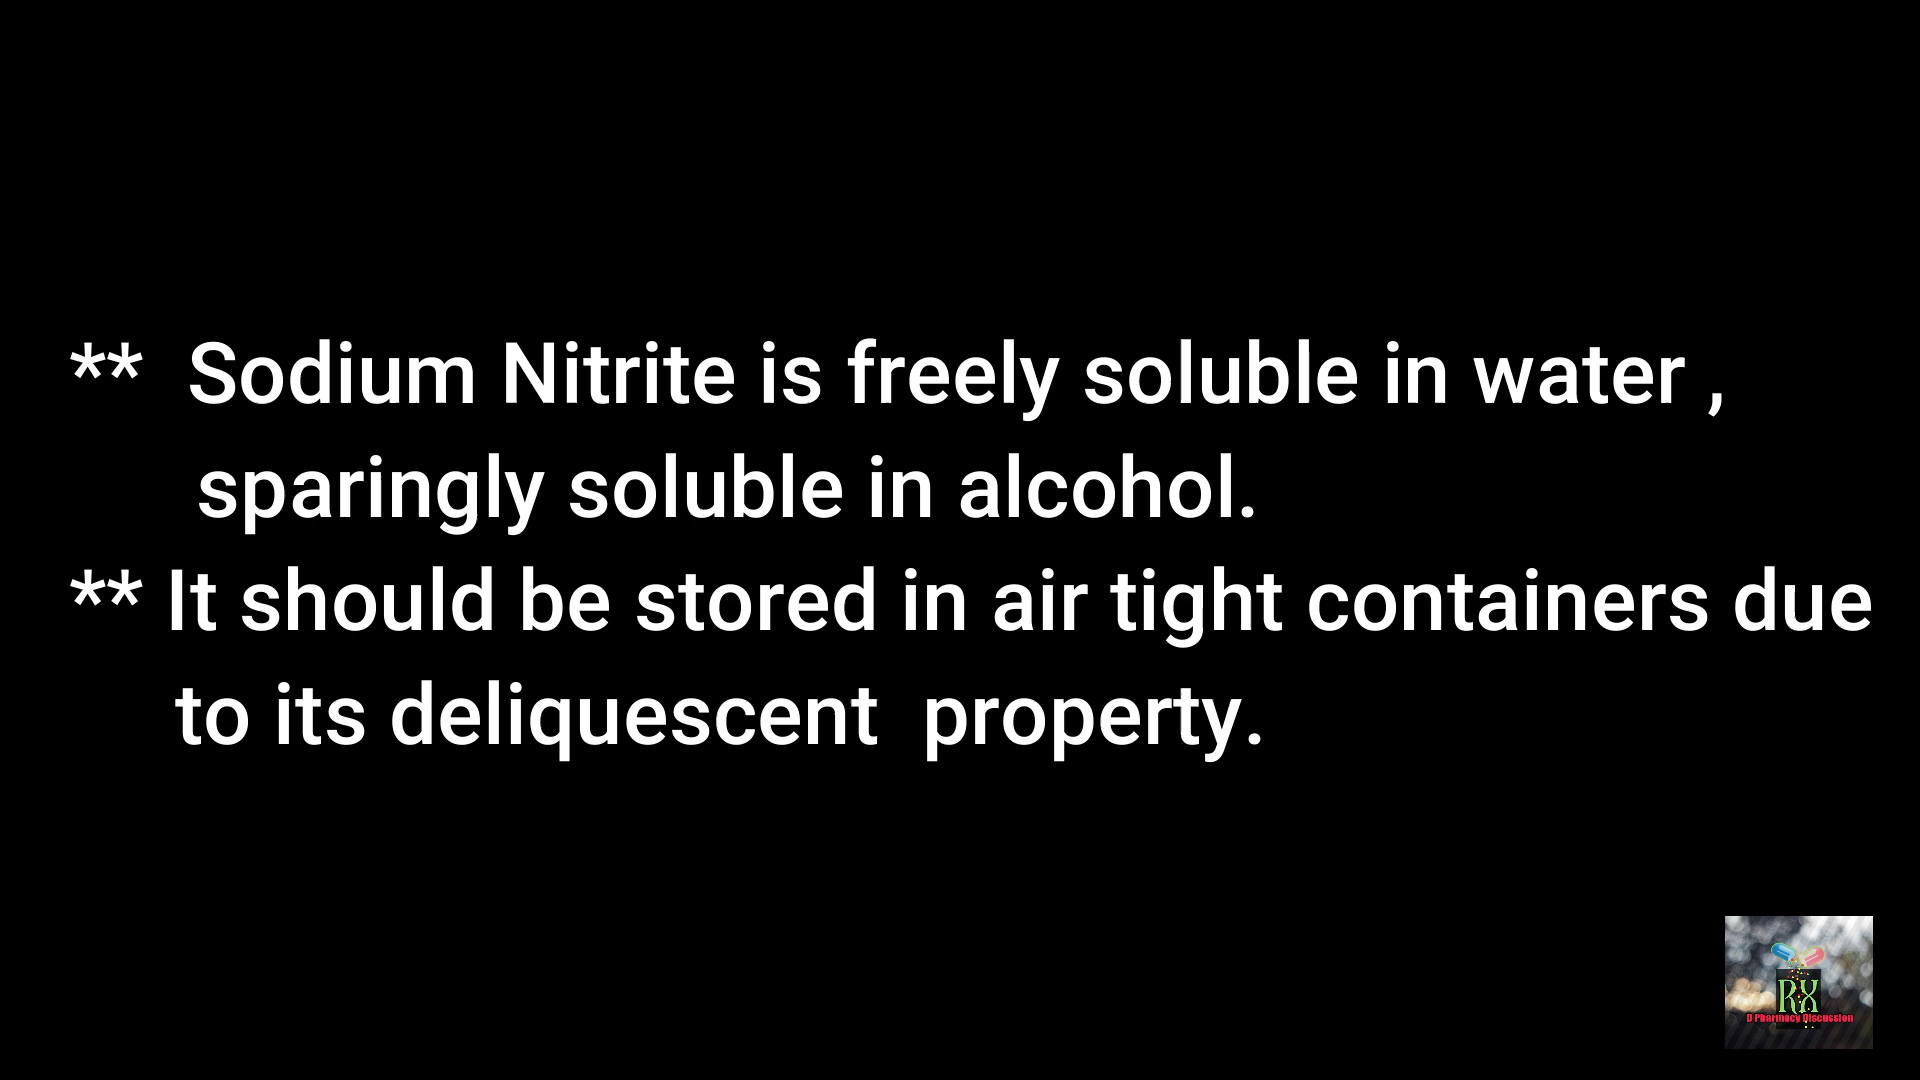 ** Sodium Nitrite is freely soluble in water ,
sparingly soluble in alcohol.
** It should be stored in air tight containers due
to its deliquescent property.
RX
D Pharmacy Discussion